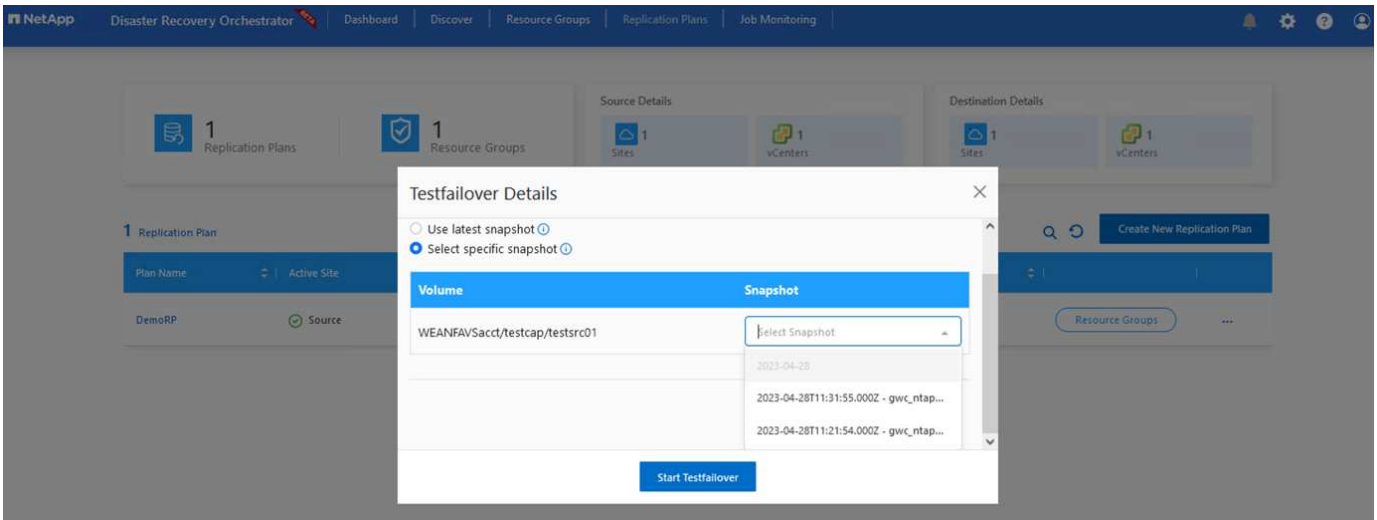 NetApp Disaster Recovery Orchestrator Dashboard Discover Resource Groups Replication Plans Job Monitoring
Source Details Destination Details
1 Replication Plans 1 Resource Groups 1 Sites 1 vCenters 1 Sites 1 vCenters
Testfailover Details
Use latest snapshot
Select specific snapshot
1 Replication Plan Create New Replication Plan
Plan Name Active Site
Volume Snapshot
DemoRP Source WEANFAVSacct/testcap/testsrc01 Select Snapshot Resource Groups ...
2023-04-28
2023-04-28T11:31:55.000Z - gwc_ntap...
2023-04-28T11:21:54.000Z - gwc_ntap...
Start Testfailover